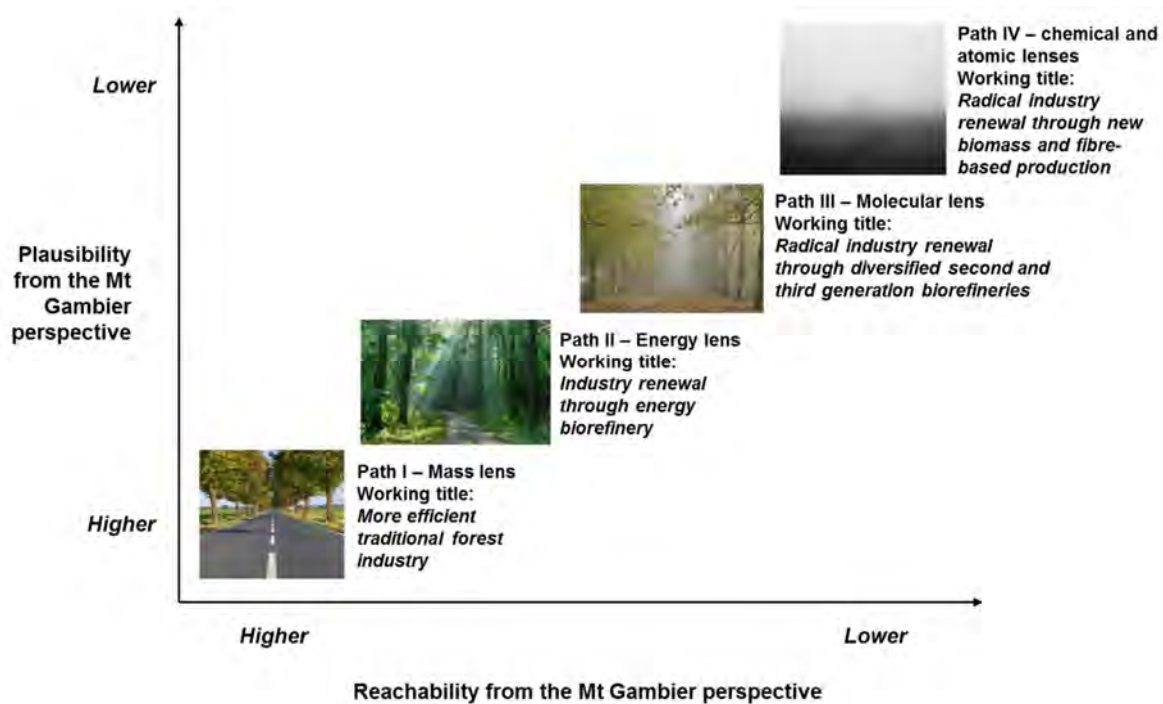 Lower
Plausibility
from the Mt
Gambier
perspective
Higher
Path IV – chemical and
atomic lenses
Working title:
Radical industry
renewal through new
biomass and fibre-
based production
Path III – Molecular lens
Working title:
Radical industry renewal
through diversified second and
third generation biorefineries
Path II – Energy lens
Working title:
Industry renewal
through energy
biorefinery
Path I – Mass lens
Working title:
More efficient
traditional forest
industry
Higher
Lower
Reachability from the Mt Gambier perspective